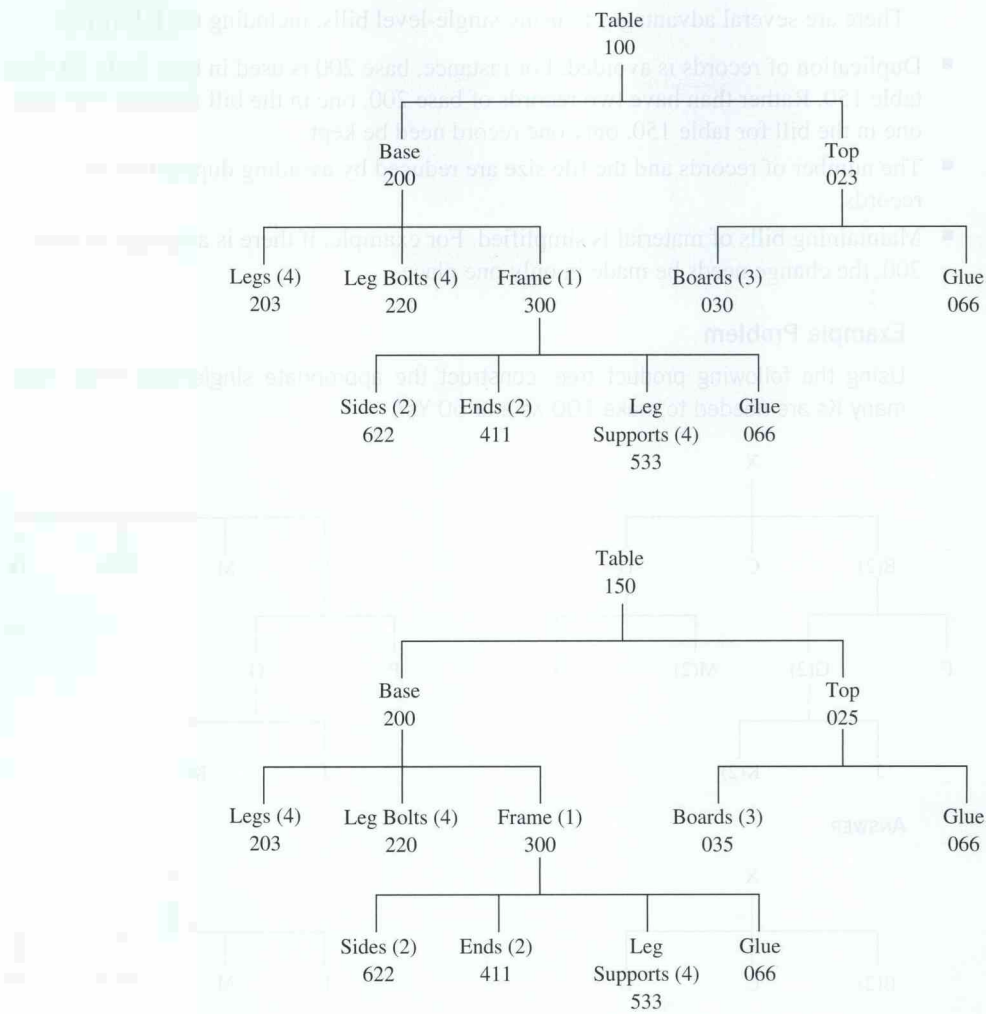 Table
100
Base Top
200 023
Legs (4) Leg Bolts (4) Frame (1) Boards (3) Glue
203 220 300 030 066
Sides (2) Ends (2) Leg Glue
622 411 Supports (4) 066
533
Table
150
Base Top
200 025
Legs (4) Leg Bolts (4) Frame (1) Boards (3) Glue
203 220 300 035 066
Sides (2) Ends (2) Leg Glue
622 411 Supports (4) 066
533